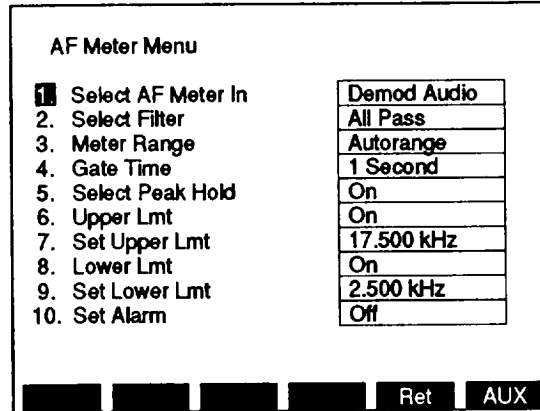 AF Meter Menu
1. Select AF Meter In Demod Audio
2. Select Filter All Pass
3. Meter Range Autorange
4. Gate Time 1 Second
5. Select Peak Hold On
6. Upper Lmt On
7. Set Upper Lmt 17.500 kHz
8. Lower Lmt On
9. Set Lower Lmt 2.500 kHz
10. Set Alarm Off
Ret AUX